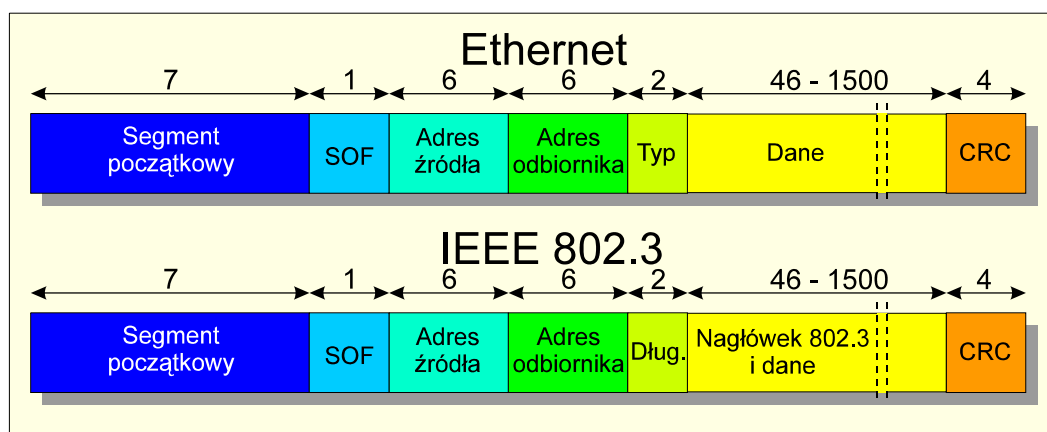 Ethernet
7 1 6 6 2 46 - 1500 4
Segment
początkowy
SOF
Adres
źródła
Adres
odbiornika
Typ
Dane
CRC
IEEE 802.3
7 1 6 6 2 46 - 1500 4
Segment
początkowy
SOF
Adres
źródła
Adres
odbiornika
Dług.
Nagłówek 802.3
i dane
CRC